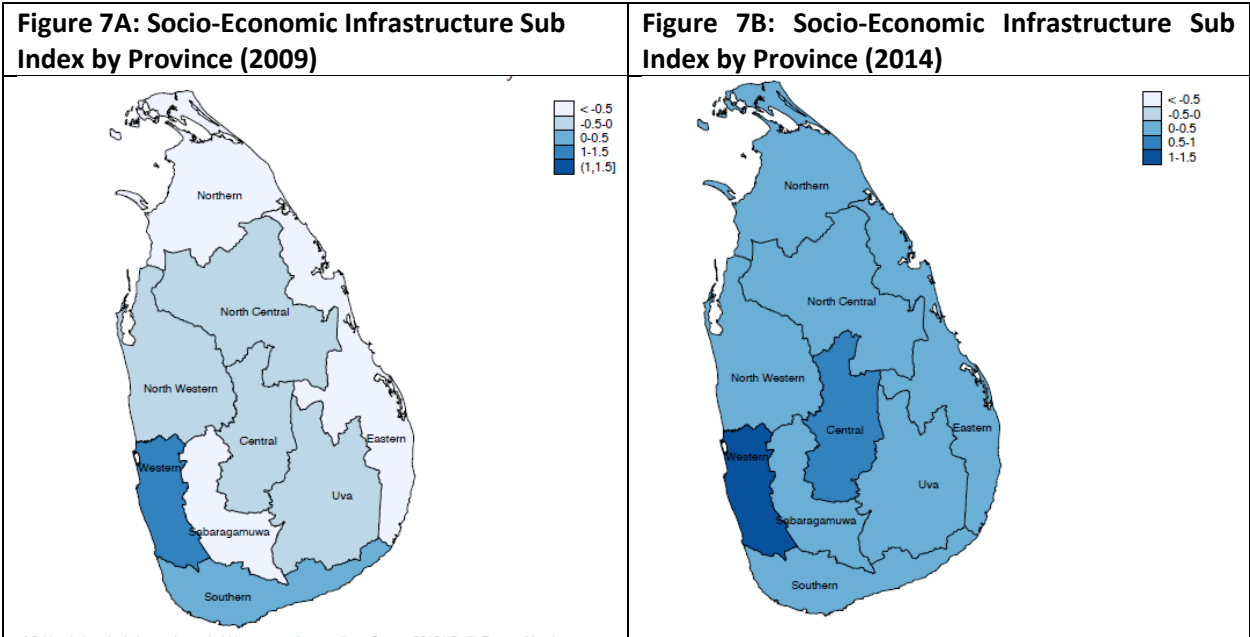 Figure 7A: Socio-Economic Infrastructure Sub
Index by Province (2009)
Figure 7B: Socio-Economic Infrastructure Sub
Index by Province (2014)
< -0.5
-0.5-0
0-0.5
1-1.5
(1,1.5]
Northern
North Central
North Western
Central
Eastern
Western
Uva
Sabaragamuwa
Southern
< -0.5
-0.5-0
0-0.5
0.5-1
1-1.5
Northern
North Central
North Western
Central
Eastern
Western
Uva
Sabaragamuwa
Southern